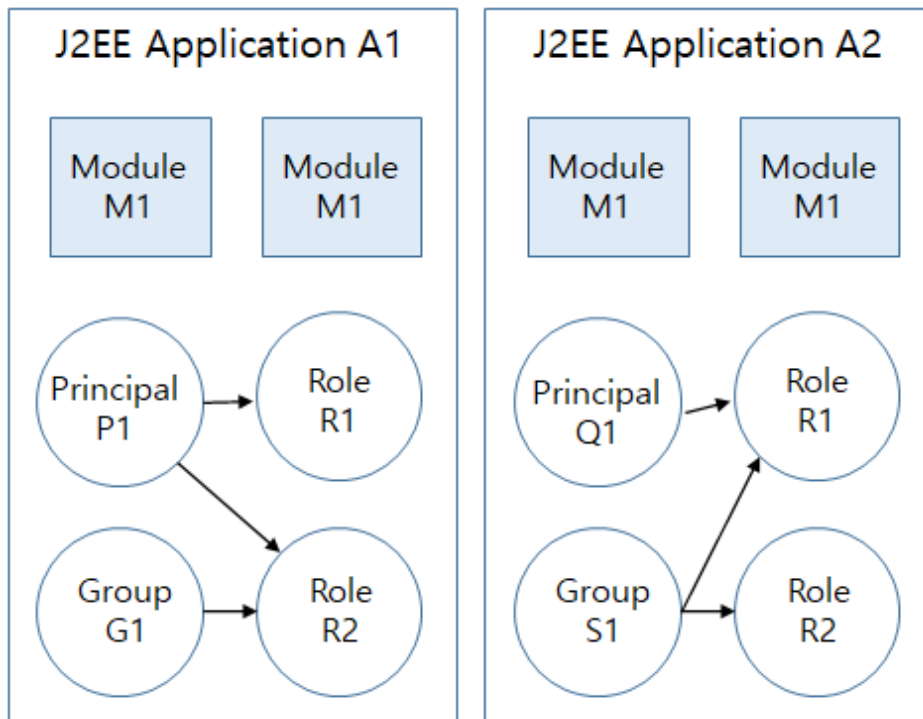 J2EE Application A1
Module
M1
Module
M1
Principal
P1
Role
R1
Group
G1
Role
R2
J2EE Application A2
Module
M1
Module
M1
Principal
Q1
Role
R1
Group
S1
Role
R2